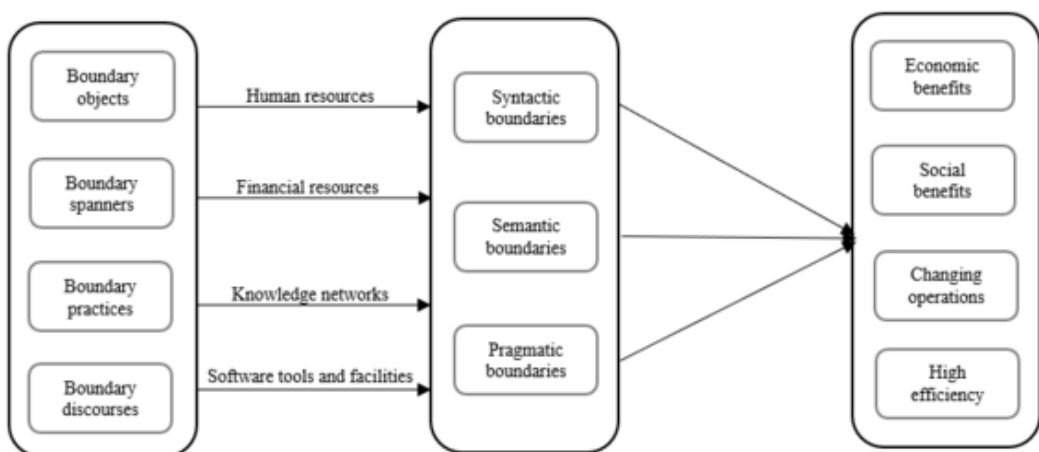 Boundary
objects
Boundary
spanners
Boundary
practices
Boundary
discourses
Human resources
Financial resources
Knowledge networks
Software tools and facilities
Syntactic
boundaries
Semantic
boundaries
Pragmatic
boundaries
Economic
benefits
Social
benefits
Changing
operations
High
efficiency